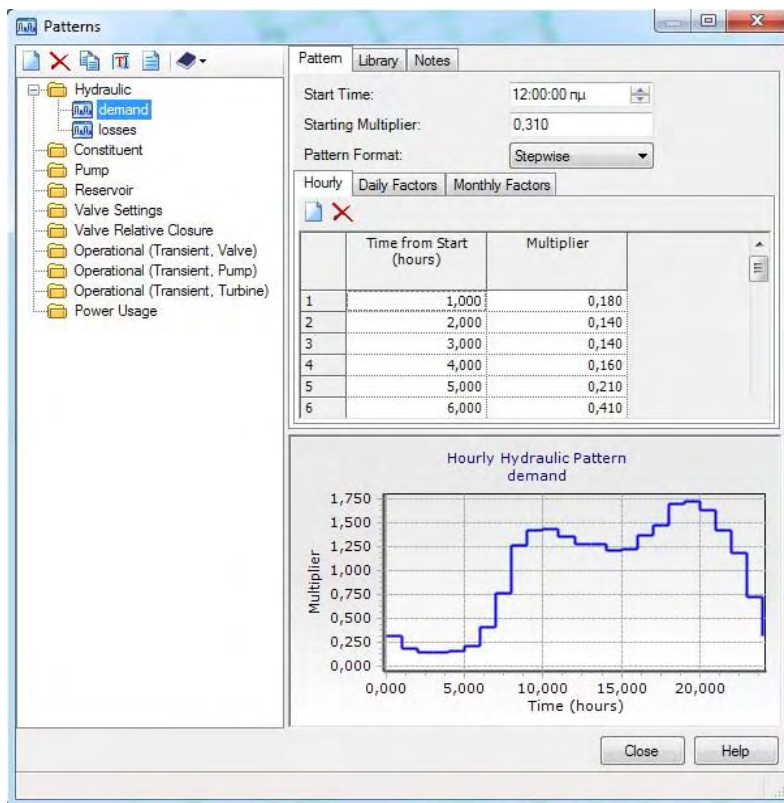 Patterns
Hydraulic
demand
losses
Constituent
Pump
Reservoir
Valve Settings
Valve Relative Closure
Operational (Transient, Valve)
Operational (Transient, Pump)
Operational (Transient, Turbine)
Power Usage
Pattern Library Notes
Start Time: 12:00:00 πμ
Starting Multiplier: 0,310
Pattern Format: Stepwise
Hourly Daily Factors Monthly Factors
Time from Start (hours) Multiplier
1 1,000 0,180
2 2,000 0,140
3 3,000 0,140
4 4,000 0,160
5 5,000 0,210
6 6,000 0,410
Hourly Hydraulic Pattern
demand
Multiplier
1,750
1,500
1,250
1,000
0,750
0,500
0,250
0,000
0,000 5,000 10,000 15,000 20,000
Time (hours)
Close Help